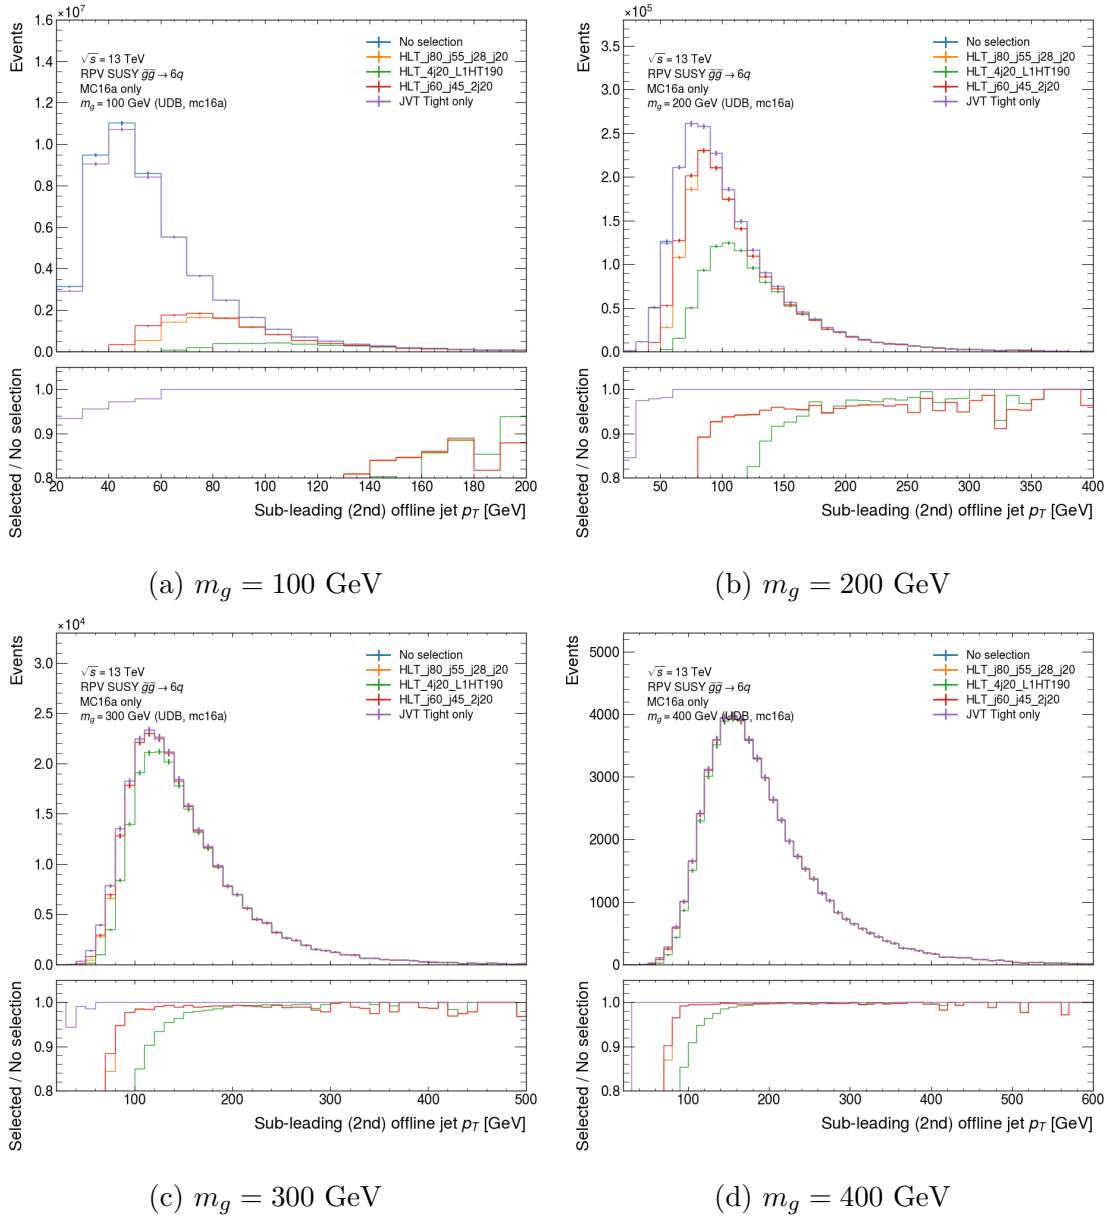 ×10^7
Events
1.6
1.4
1.2
1.0
0.8
0.6
0.4
0.2
0.0
√s = 13 TeV
RPV SUSY g̃g̃ → 6q
MC16a only
m_g = 100 GeV (UDB, mc16a)
No selection
HLT_j80_j55_j28_j20
HLT_4j20_L1HT190
HLT_j60_j45_2j20
JVT Tight only
Selected / No selection
1.0
0.9
0.8
20 40 60 80 100 120 140 160 180 200
Sub-leading (2nd) offline jet p_T [GeV]
(a) m_g = 100 GeV
×10^5
Events
3.5
3.0
2.5
2.0
1.5
1.0
0.5
0.0
√s = 13 TeV
RPV SUSY g̃g̃ → 6q
MC16a only
m_g = 200 GeV (UDB, mc16a)
No selection
HLT_j80_j55_j28_j20
HLT_4j20_L1HT190
HLT_j60_j45_2j20
JVT Tight only
Selected / No selection
1.0
0.9
0.8
50 100 150 200 250 300 350 400
Sub-leading (2nd) offline jet p_T [GeV]
(b) m_g = 200 GeV
×10^4
Events
3.0
2.5
2.0
1.5
1.0
0.5
0.0
√s = 13 TeV
RPV SUSY g̃g̃ → 6q
MC16a only
m_g = 300 GeV (UDB, mc16a)
No selection
HLT_j80_j55_j28_j20
HLT_4j20_L1HT190
HLT_j60_j45_2j20
JVT Tight only
Selected / No selection
1.0
0.9
0.8
100 200 300 400 500
Sub-leading (2nd) offline jet p_T [GeV]
(c) m_g = 300 GeV
Events
5000
4000
3000
2000
1000
0
√s = 13 TeV
RPV SUSY g̃g̃ → 6q
MC16a only
m_g = 400 GeV (UDB, mc16a)
No selection
HLT_j80_j55_j28_j20
HLT_4j20_L1HT190
HLT_j60_j45_2j20
JVT Tight only
Selected / No selection
1.0
0.9
0.8
100 200 300 400 500 600
Sub-leading (2nd) offline jet p_T [GeV]
(d) m_g = 400 GeV